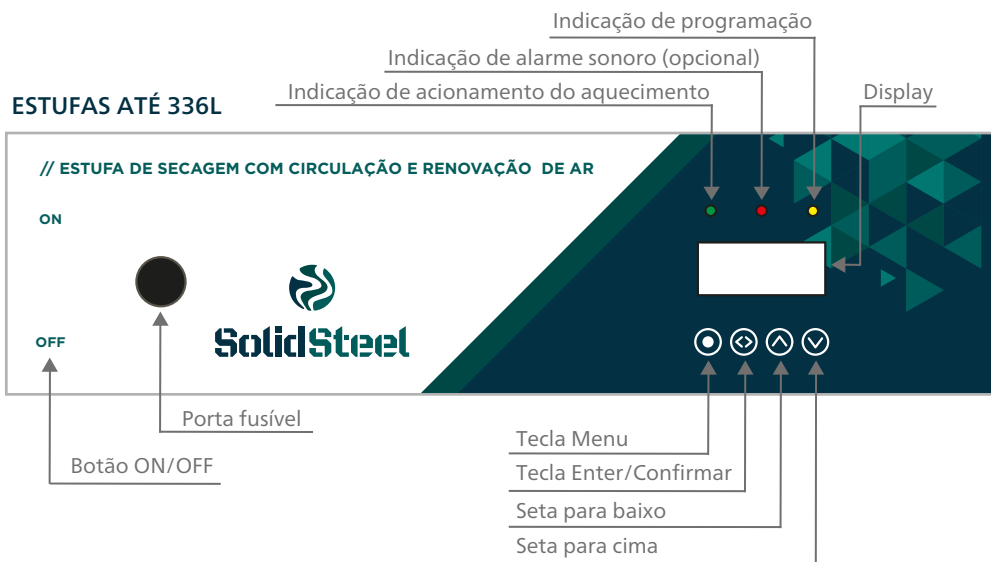 Indicação de programação
Indicação de alarme sonoro (opcional)
Indicação de acionamento do aquecimento
Display
ESTUFAS ATÉ 336L
// ESTUFA DE SECAGEM COM CIRCULAÇÃO E RENOVAÇÃO DE AR
ON
OFF
SolidSteel
Porta fusível
Botão ON/OFF
Tecla Menu
Tecla Enter/Confirmar
Seta para baixo
Seta para cima